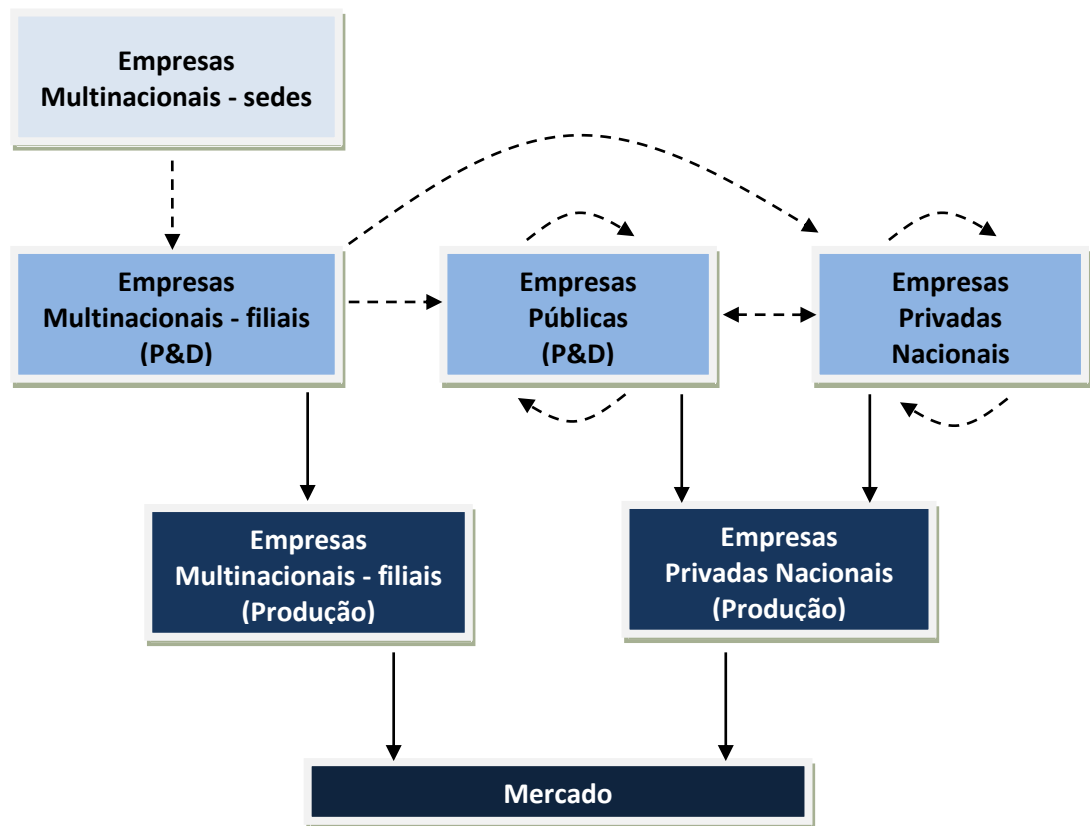 Empresas
Multinacionais - sedes
Empresas
Multinacionais - filiais
(P&D)
Empresas
Públicas
(P&D)
Empresas
Privadas
Nacionais
Empresas
Multinacionais - filiais
(Produção)
Empresas
Privadas Nacionais
(Produção)
Mercado